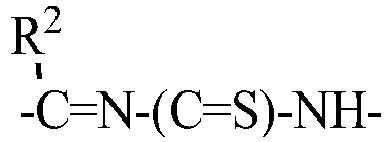 R²
-C=N-(C=S)-NH-